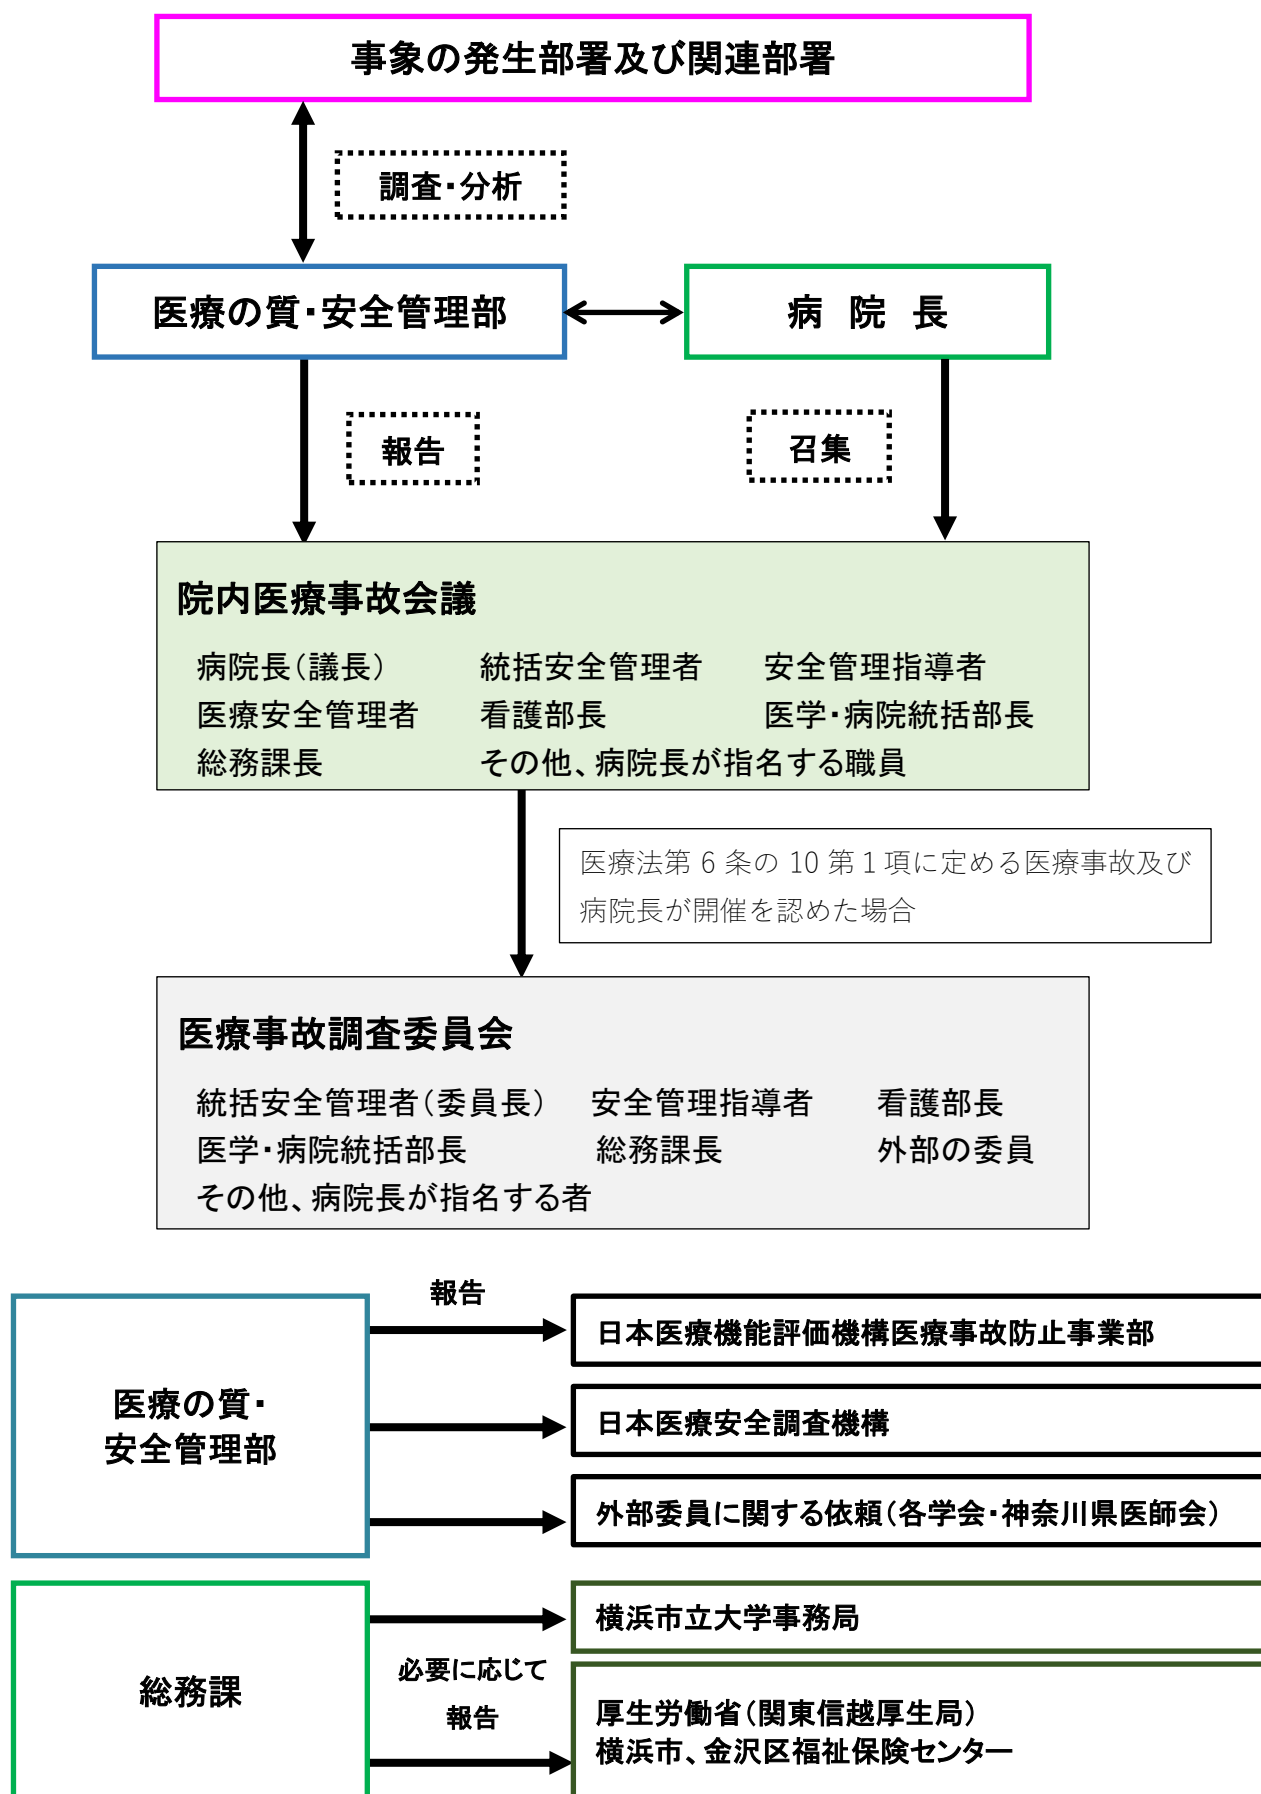 事象の発生部署及び関連部署
調査・分析
医療の質・安全管理部
病 院 長
報告
召集
院内医療事故会議
病院長(議長) 統括安全管理者 安全管理指導者
医療安全管理者 看護部長 医学・病院統括部長
総務課長 その他、病院長が指名する職員
医療法第 6 条の 10 第 1 項に定める医療事故及び
病院長が開催を認めた場合
医療事故調査委員会
統括安全管理者(委員長) 安全管理指導者 看護部長
医学・病院統括部長 総務課長 外部の委員
その他、病院長が指名する者
報告
医療の質・
安全管理部
日本医療機能評価機構医療事故防止事業部
日本医療安全調査機構
外部委員に関する依頼(各学会・神奈川県医師会)
総務課
横浜市立大学事務局
必要に応じて
報告
厚生労働省(関東信越厚生局)
横浜市、金沢区福祉保険センター